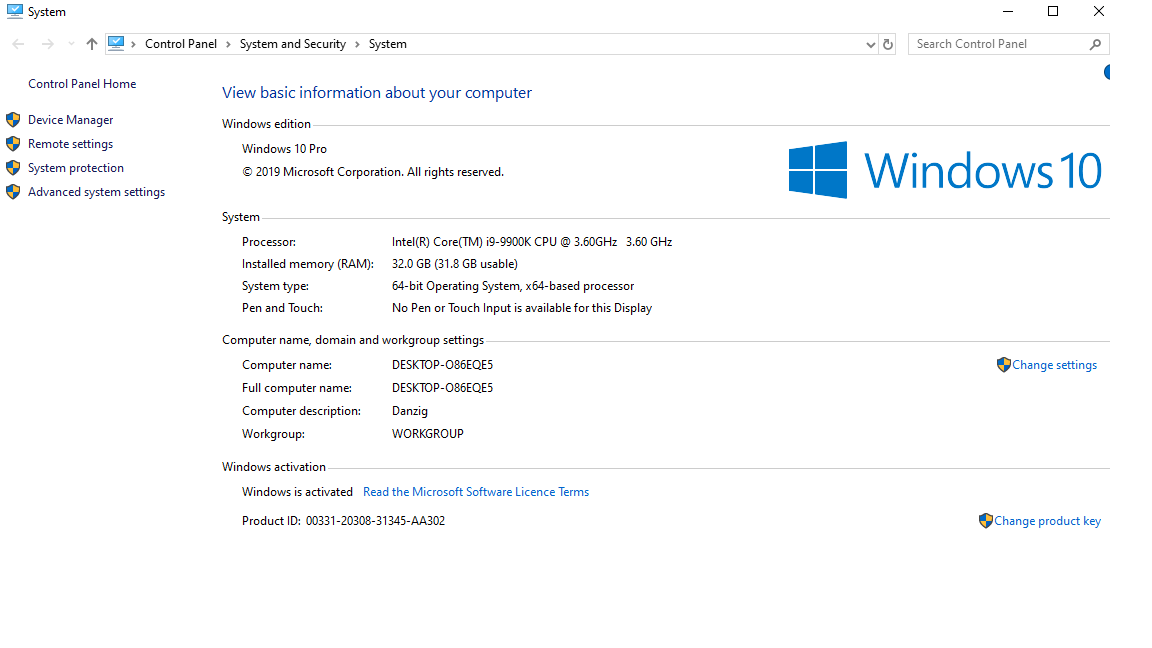 System
Control Panel System and Security System
Search Control Panel
Control Panel Home
Device Manager
Remote settings
System protection
Advanced system settings
View basic information about your computer
Windows edition
Windows 10 Pro
© 2019 Microsoft Corporation. All rights reserved.
Windows 10
System
Processor: Intel(R) Core(TM) i9-9900K CPU @ 3.60GHz 3.60 GHz
Installed memory (RAM): 32.0 GB (31.8 GB usable)
System type: 64-bit Operating System, x64-based processor
Pen and Touch: No Pen or Touch Input is available for this Display
Computer name, domain and workgroup settings
Computer name: DESKTOP-O86EQE5
Change settings
Full computer name: DESKTOP-O86EQE5
Computer description: Danzig
Workgroup: WORKGROUP
Windows activation
Windows is activated Read the Microsoft Software Licence Terms
Product ID: 00331-20308-31345-AA302
Change product key